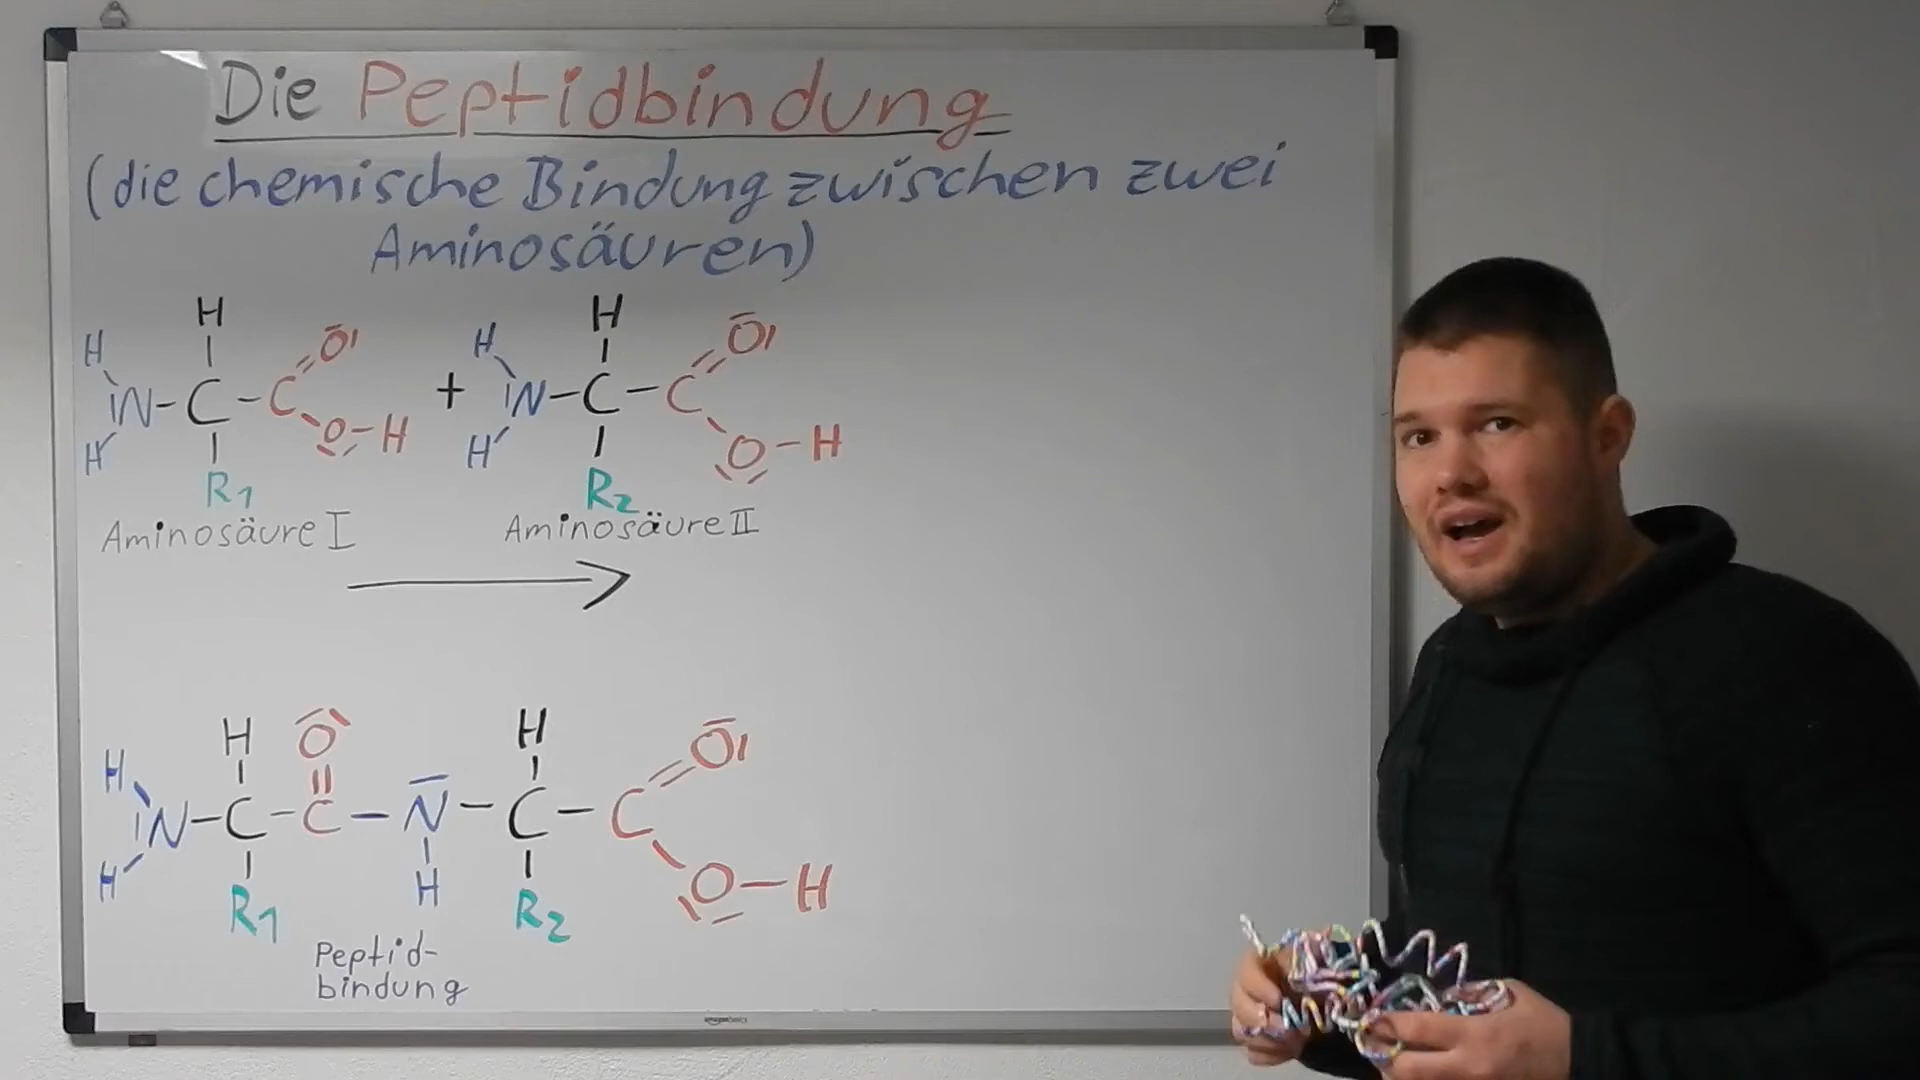 Die Peptidbindung
(die chemische Bindung zwischen zwei
Aminosäuren)
H H H H
H O O
N - C - C + N - C - C
H O - H H O - H
R1 R2
Aminosäure I Aminosäure II
H O H O
H
N - C - C - N - C - C
H H O - H
R1 R2
Peptid-
bindung